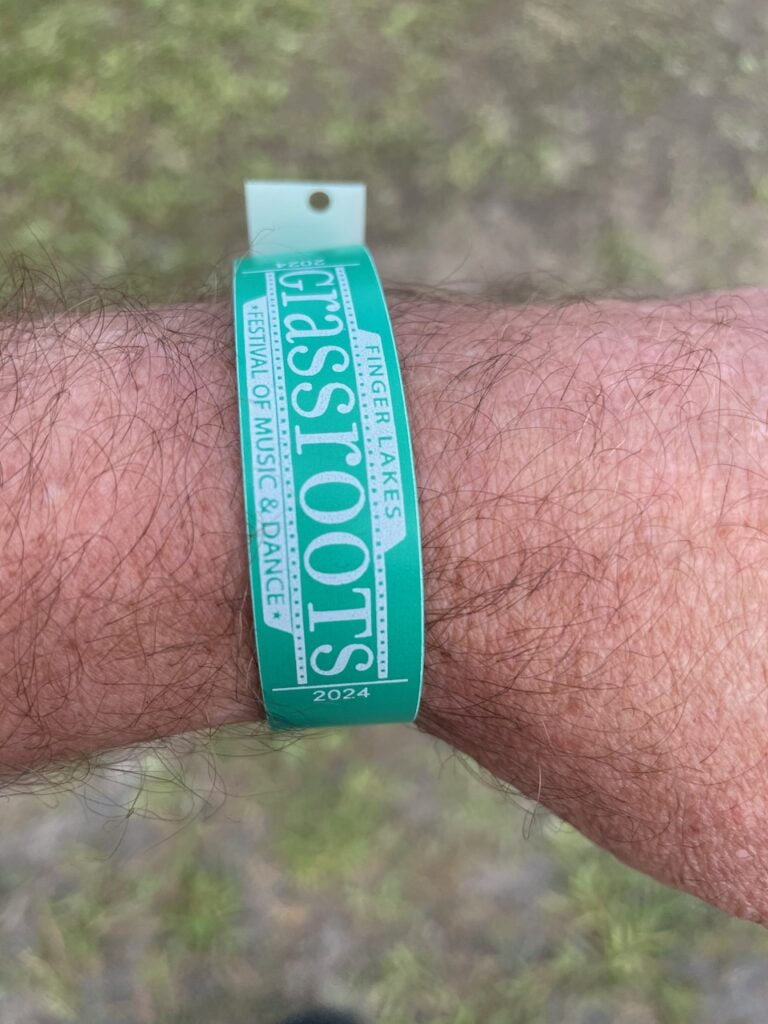 2024
FINGER LAKES
Grassroots
★FESTIVAL OF MUSIC & DANCE★
2024